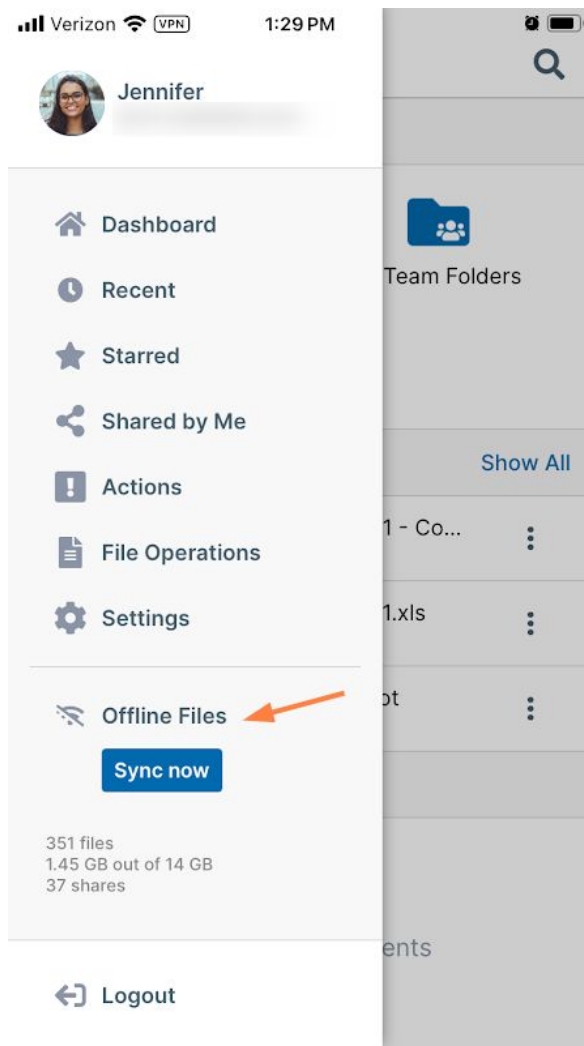 Verizon VPN 1:29 PM
Jennifer
Dashboard
Recent
Starred
Shared by Me
Actions
File Operations
Settings
Offline Files
Sync now
351 files
1.45 GB out of 14 GB
37 shares
Logout
Team Folders
Show All
1 - Co...
1.xls
ot
ents